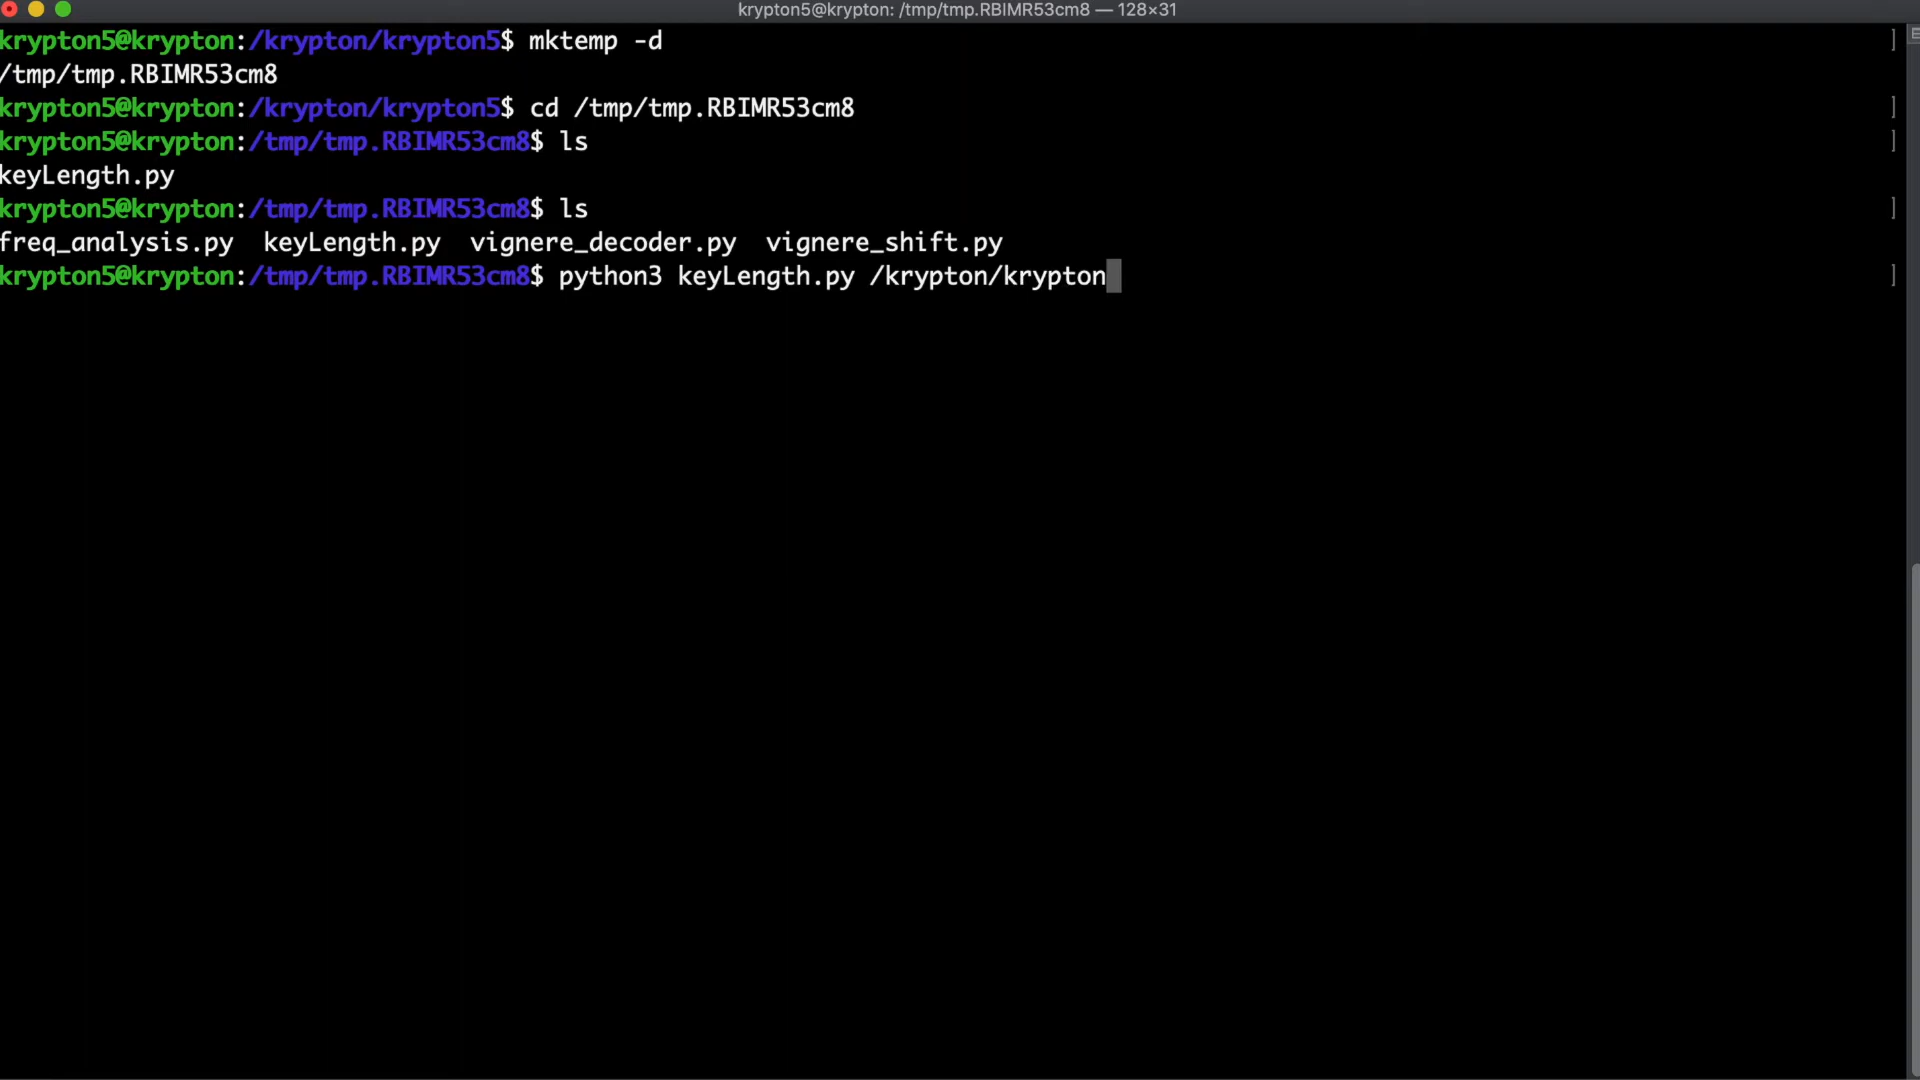 krypton5@krypton: /tmp/tmp.RBIMR53cm8 — 128×31
krypton5@krypton:/krypton/krypton5$ mktemp -d ]
/tmp/tmp.RBIMR53cm8
krypton5@krypton:/krypton/krypton5$ cd /tmp/tmp.RBIMR53cm8 ]
krypton5@krypton:/tmp/tmp.RBIMR53cm8$ ls ]
keyLength.py
krypton5@krypton:/tmp/tmp.RBIMR53cm8$ ls ]
freq_analysis.py keyLength.py vignere_decoder.py vignere_shift.py
krypton5@krypton:/tmp/tmp.RBIMR53cm8$ python3 keyLength.py /krypton/krypton ]